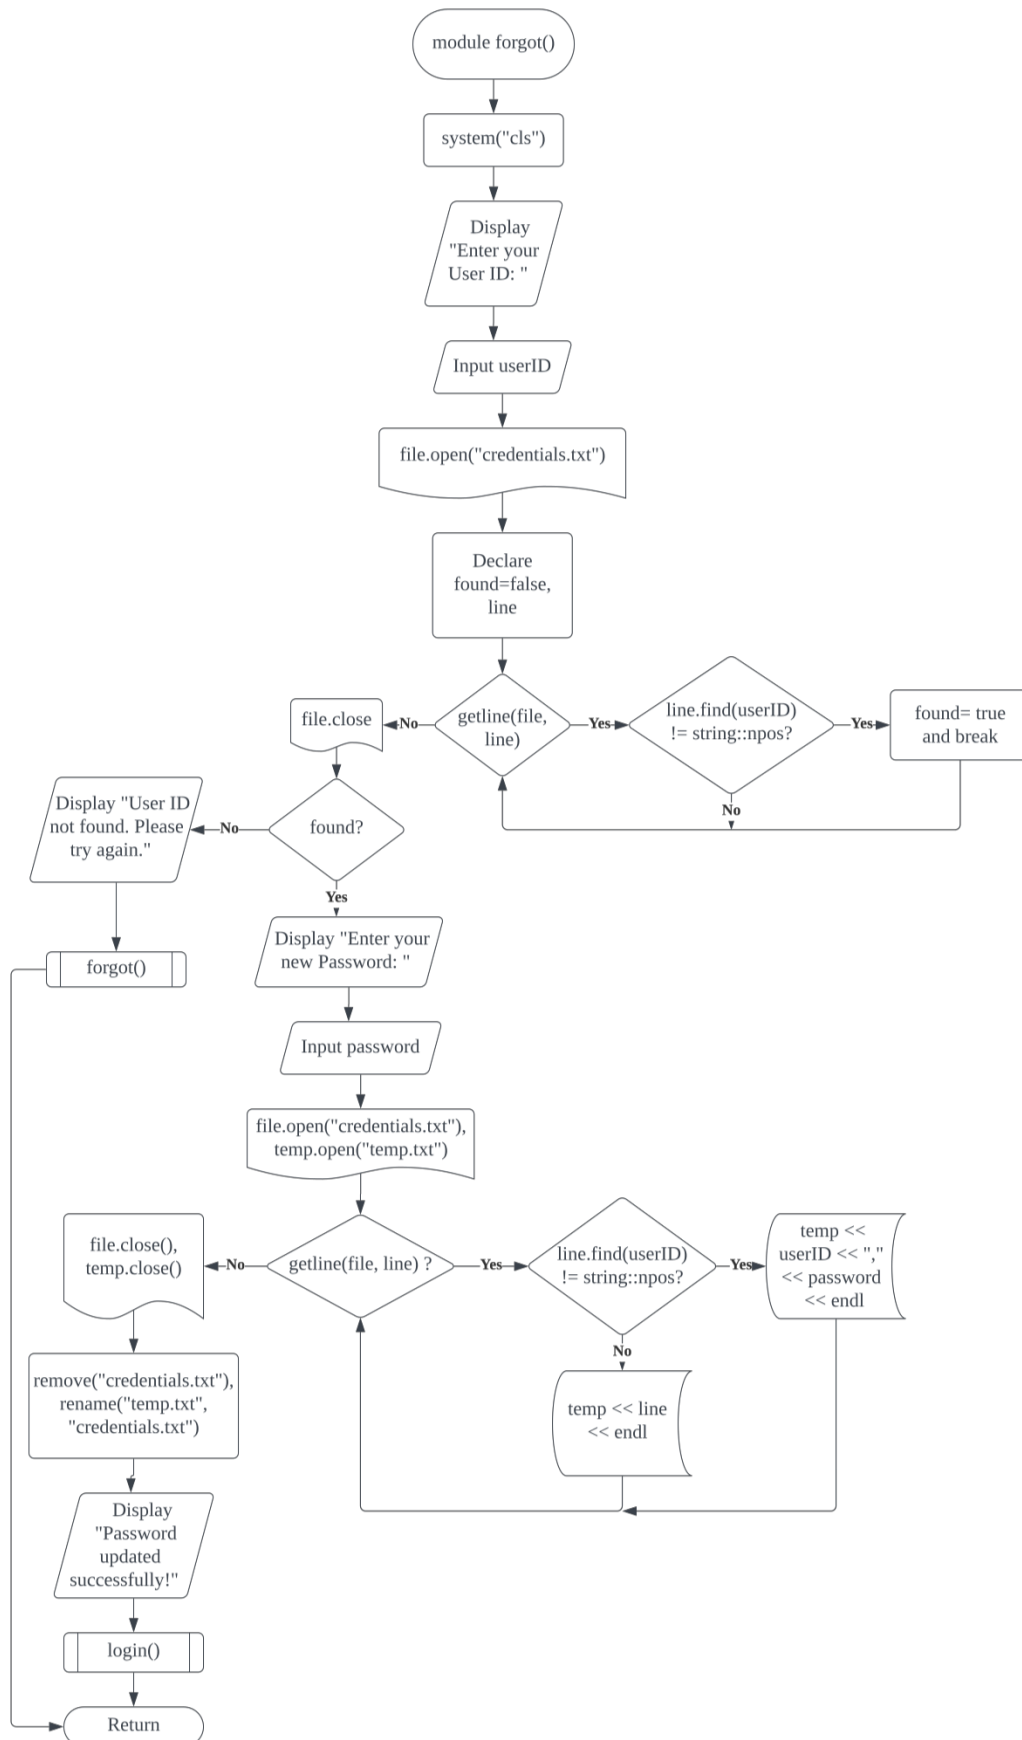 module forgot()
system("cls")
Display
"Enter your
User ID: "
Input userID
file.open("credentials.txt")
Declare
found=false,
line
getline(file,
line)
No
Yes
file.close
line.find(userID)
!= string::npos?
Yes
No
found= true
and break
found?
No
Yes
Display "User ID
not found. Please
try again."
forgot()
Display "Enter your
new Password: "
Input password
file.open("credentials.txt"),
temp.open("temp.txt")
getline(file, line) ?
No
Yes
line.find(userID)
!= string::npos?
Yes
No
temp <<
userID << ","
<< password
<< endl
temp << line
<< endl
file.close(),
temp.close()
remove("credentials.txt"),
rename("temp.txt",
"credentials.txt")
Display
"Password
updated
successfully!"
login()
Return